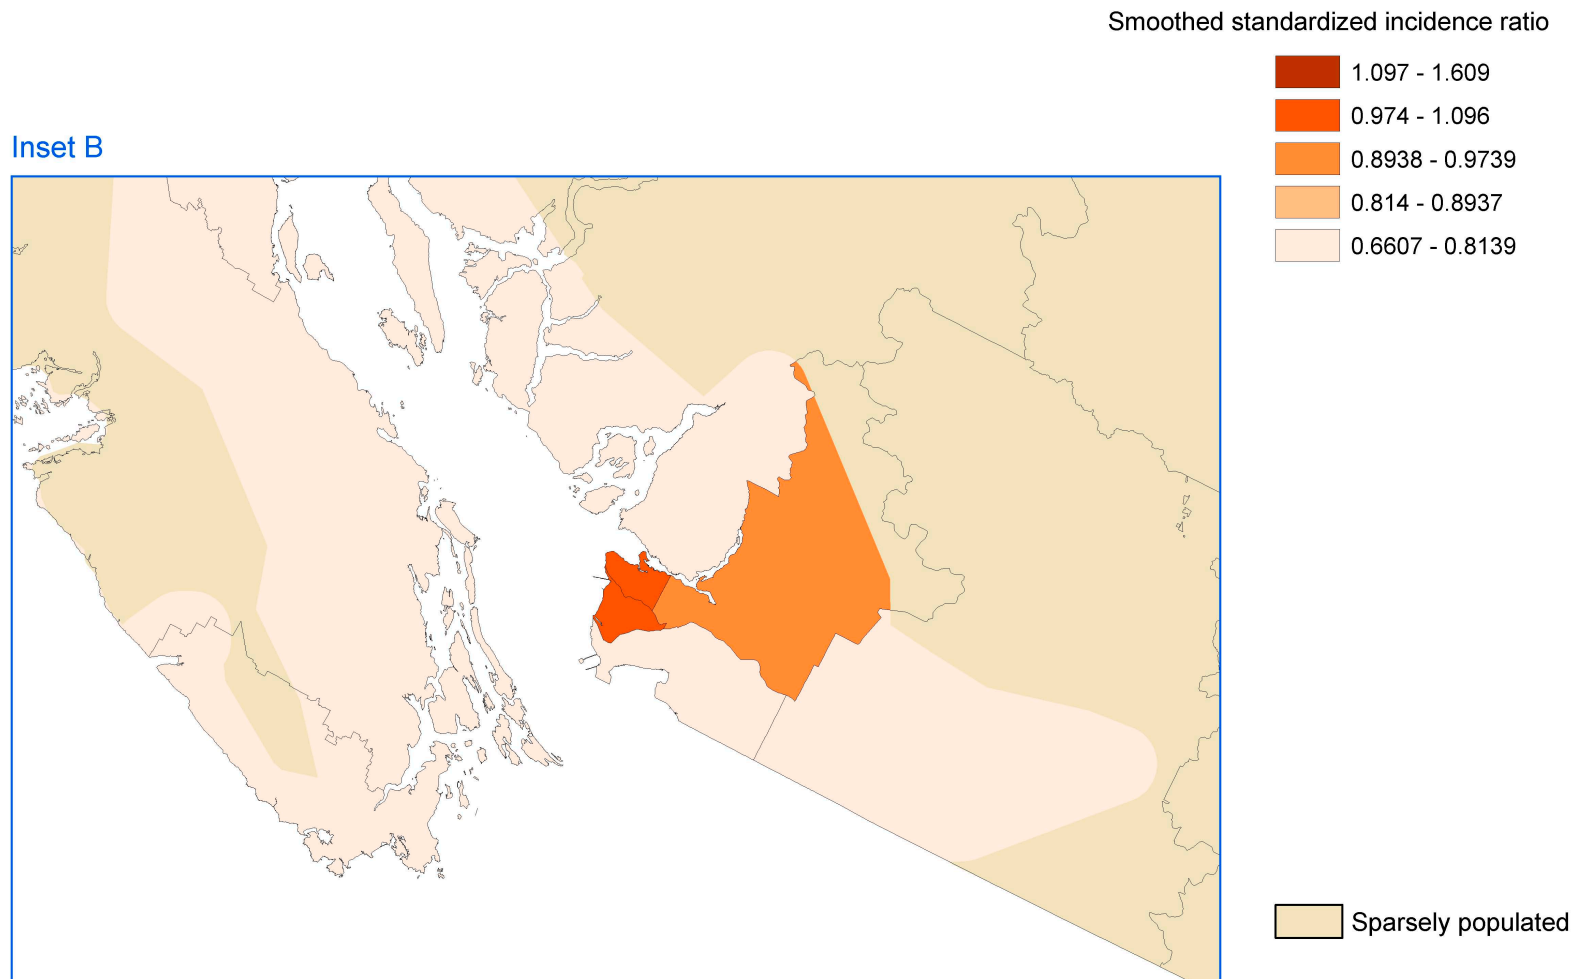 Smoothed standardized incidence ratio
1.097 - 1.609
0.974 - 1.096
0.8938 - 0.9739
0.814 - 0.8937
0.6607 - 0.8139
Inset B
Sparsely populated